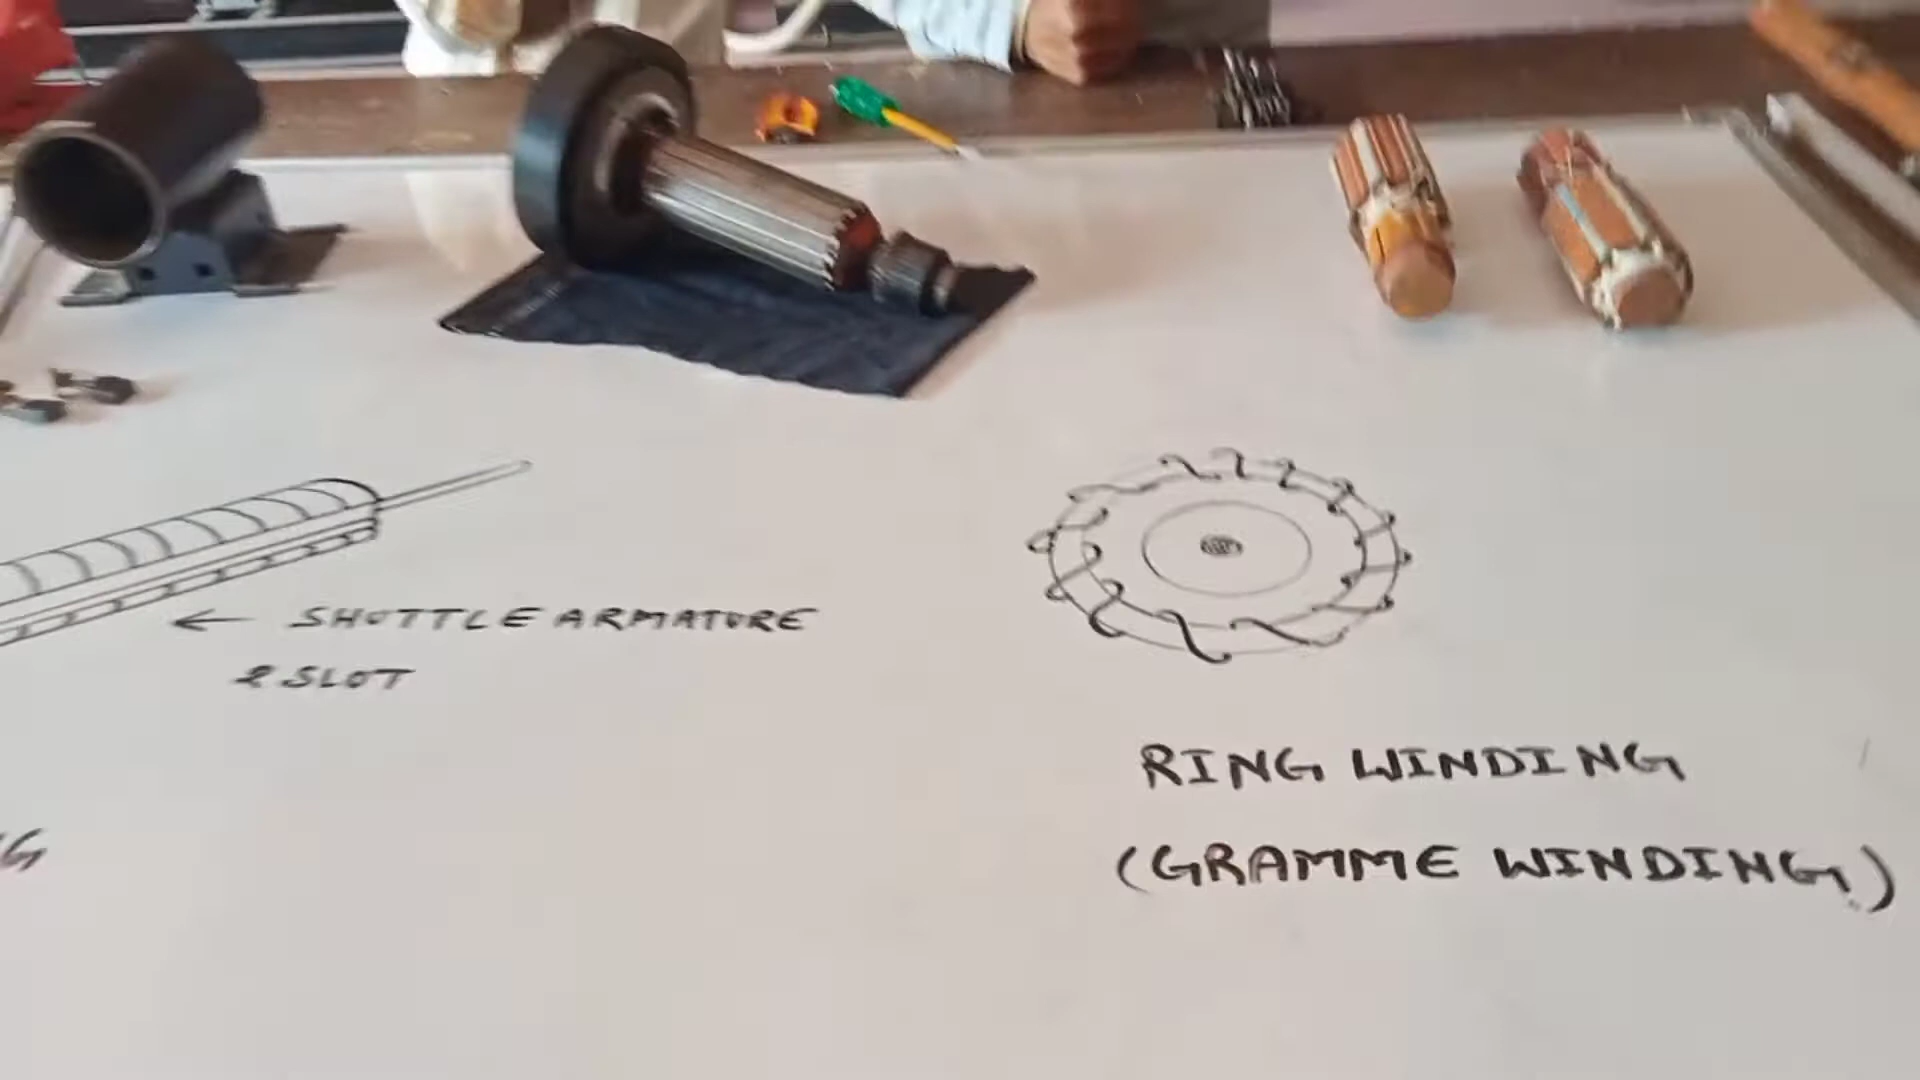 ← SHUTTLE ARMATURE
2 SLOT
RING WINDING
(GRAMME WINDING)